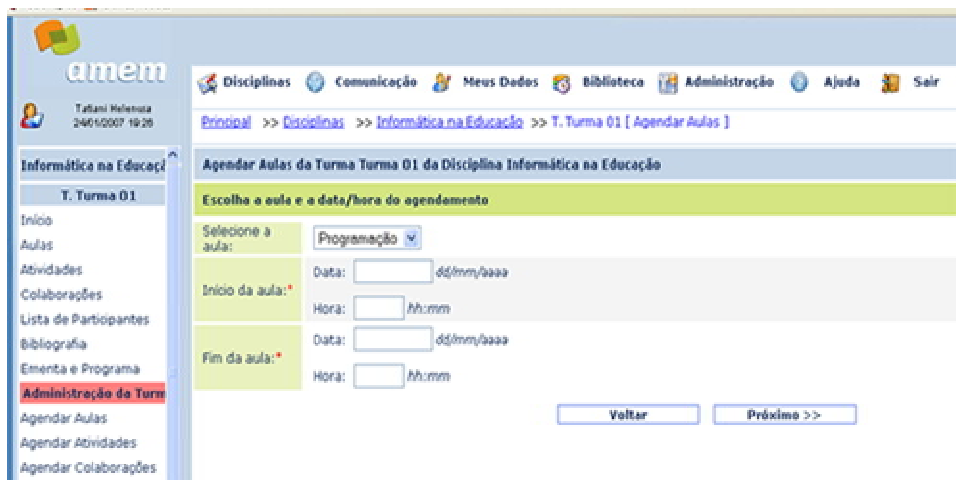 amem
Disciplinas Comunicação Meus Dados Biblioteca Administração Ajuda Sair
Tatiani Helenusa
24/01/2007 19:26
Principal >> Disciplinas >> Informática na Educação >> T. Turma 01 [ Agendar Aulas ]
Informática na Educaçã
T. Turma 01
Início
Aulas
Atividades
Colaborações
Lista de Participantes
Bibliografia
Ementa e Programa
Administração da Turm
Agendar Aulas
Agendar Atividades
Agendar Colaborações
Agendar Aulas da Turma Turma 01 da Disciplina Informática na Educação
Escolha a aula e a data/hora do agendamento
Selecione a
aula:
Programação
Início da aula:*
Data: dd/mm/aaaa
Hora: hh:mm
Fim da aula:*
Data: dd/mm/aaaa
Hora: hh:mm
Voltar Próximo >>